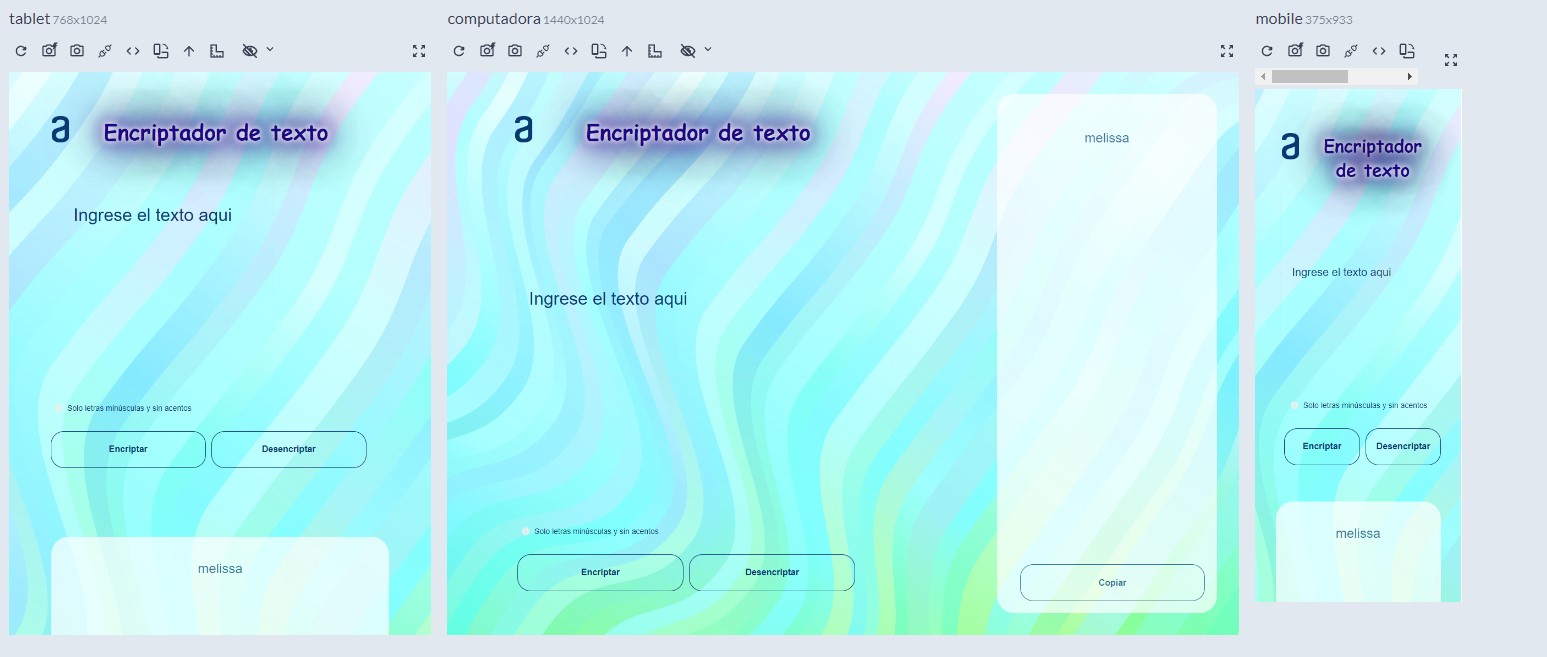 tablet 768x1024
computadora 1440x1024
mobile 375x933
a Encriptador de texto
Ingrese el texto aqui
Solo letras minúsculas y sin acentos
Encriptar Desencriptar
melissa
a Encriptador de texto
Ingrese el texto aqui
Solo letras minúsculas y sin acentos
Encriptar Desencriptar
melissa
Copiar
a Encriptador
de texto
Ingrese el texto aqui
Solo letras minúsculas y sin acentos
Encriptar Desencriptar
melissa